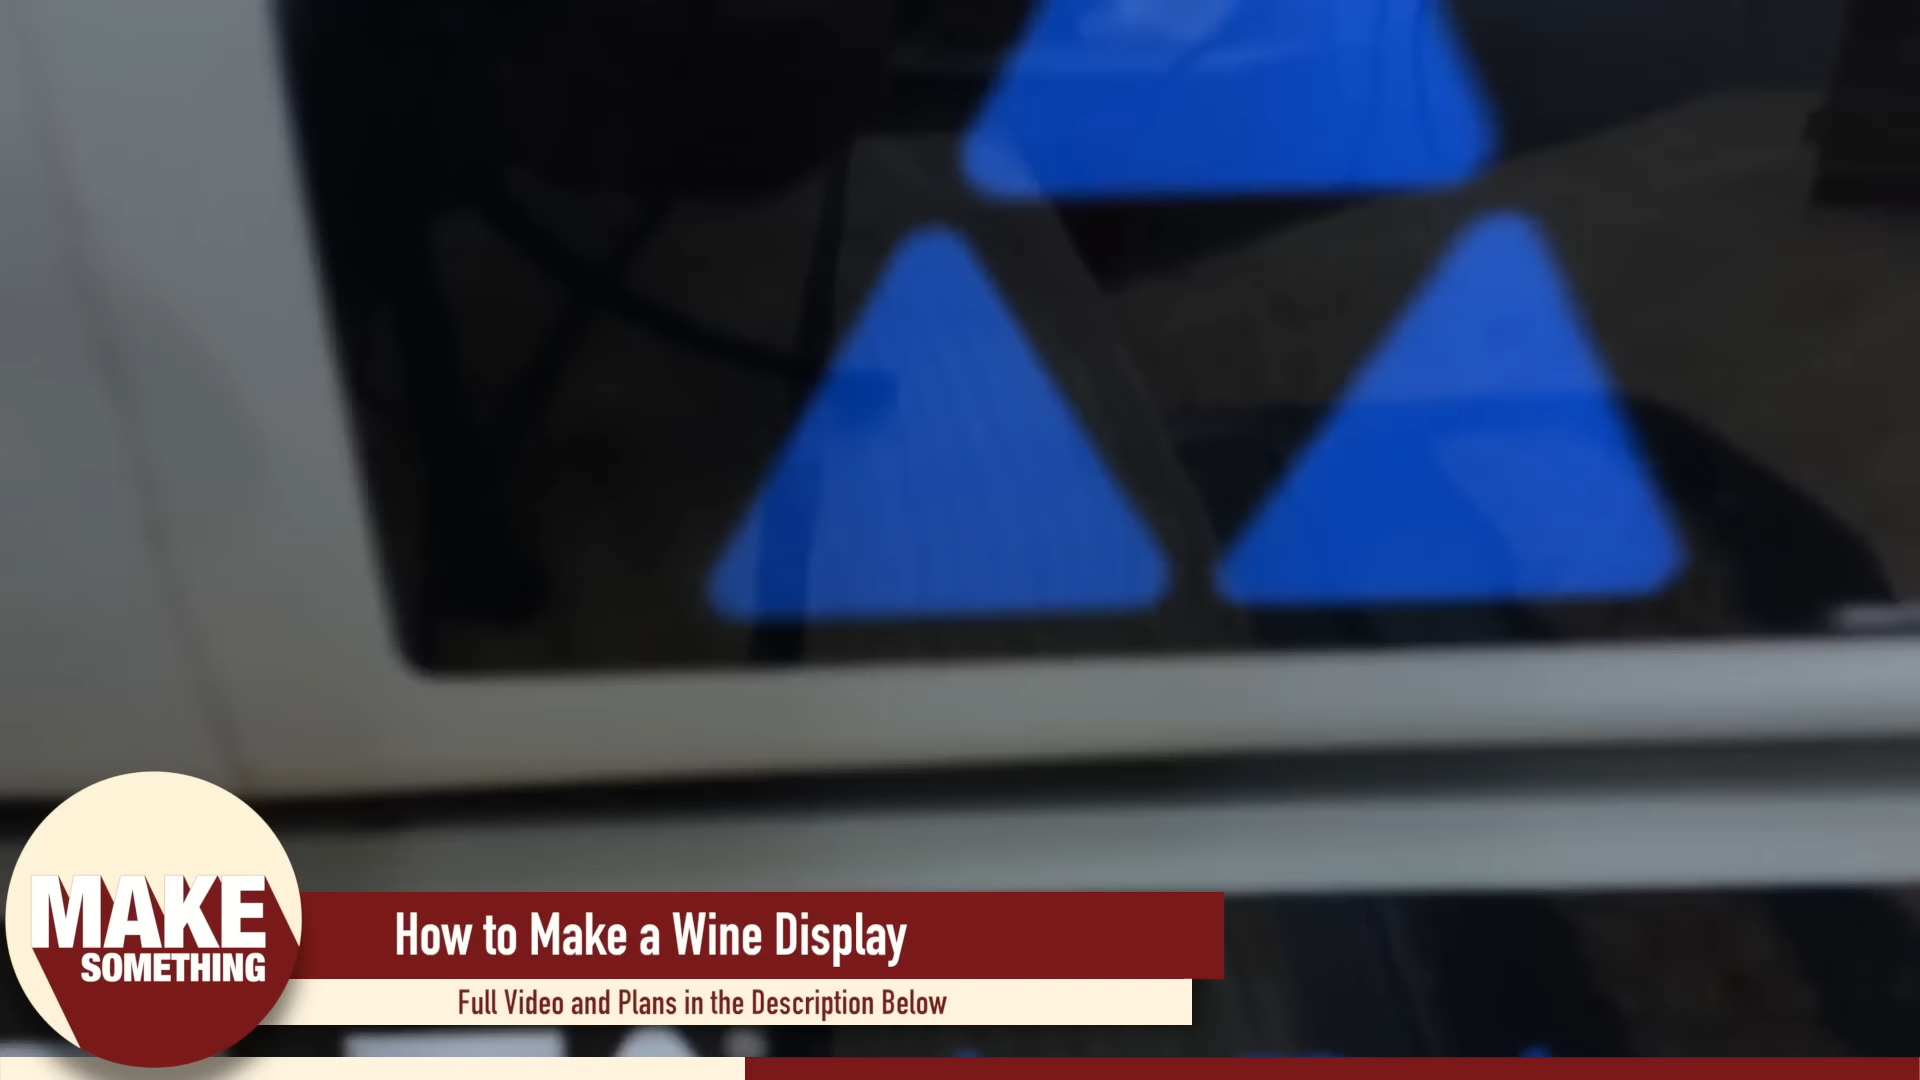 MAKE
SOMETHING
How to Make a Wine Display
Full Video and Plans in the Description Below